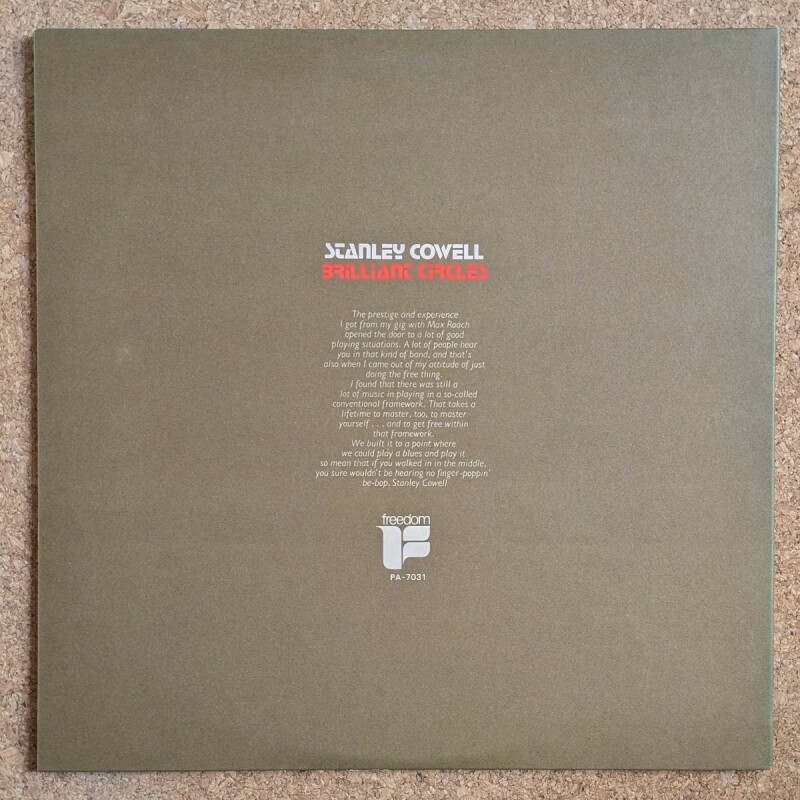 STANLEY COWELL
BRILLIANT CIRCLES
The prestige and experience
I got from my gig with Max Roach
opened the door to a lot of good
playing situations. A lot of people hear
you in that kind of band, and that's
also when I came out of my attitude of just
doing the free thing.
I found that there was still a
lot of music in playing in a so-called
conventional framework. That takes a
lifetime to master, too, to master
yourself . . . and to get free within
that framework.
We built it to a point where
we could play a blues and play it
so mean that if you walked in in the middle,
you sure wouldn't be hearing no finger-poppin'
be-bop. Stanley Cowell
freedom
F
PA-7031